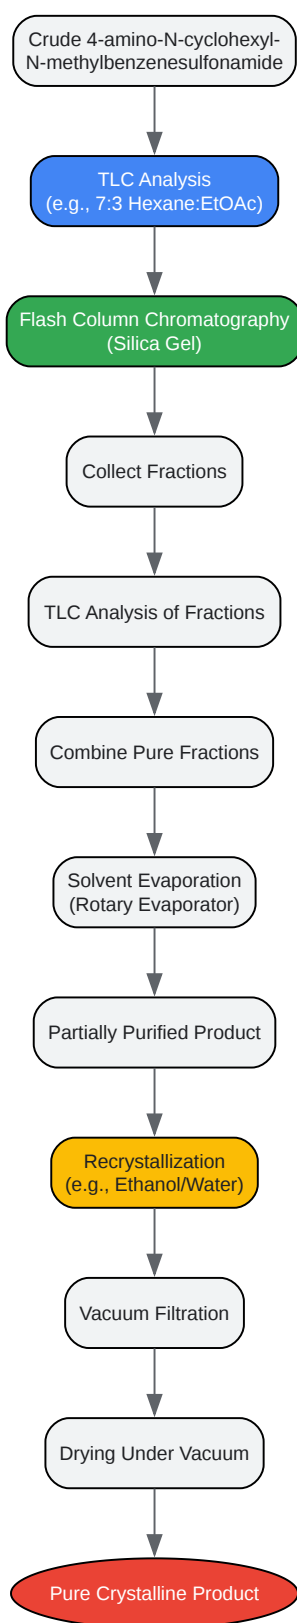 Crude 4-amino-N-cyclohexyl-
N-methylbenzenesulfonamide
TLC Analysis
(e.g., 7:3 Hexane:EtOAc)
Flash Column Chromatography
(Silica Gel)
Collect Fractions
TLC Analysis of Fractions
Combine Pure Fractions
Solvent Evaporation
(Rotary Evaporator)
Partially Purified Product
Recrystallization
(e.g., Ethanol/Water)
Vacuum Filtration
Drying Under Vacuum
Pure Crystalline Product